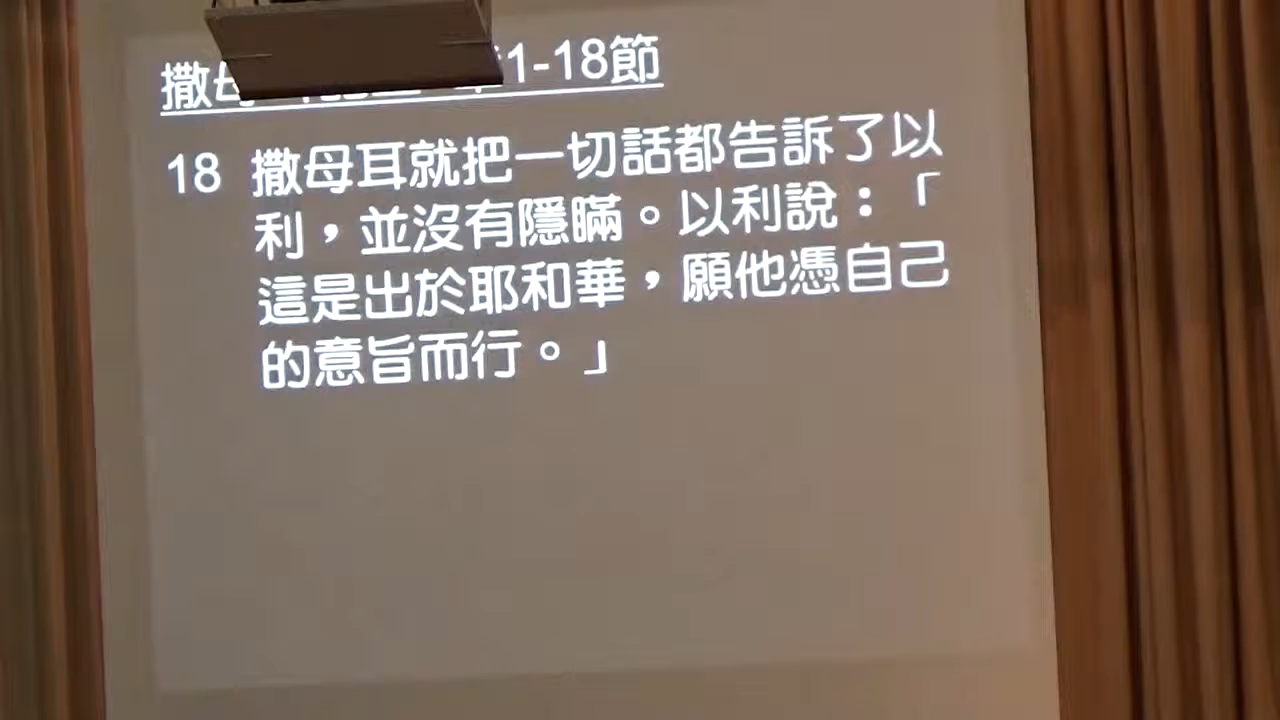 撒母 1-18節
18 撒母耳就把一切話都告訴了以
利，並沒有隱瞞。以利說：「
這是出於耶和華，願他憑自己
的意旨而行。」